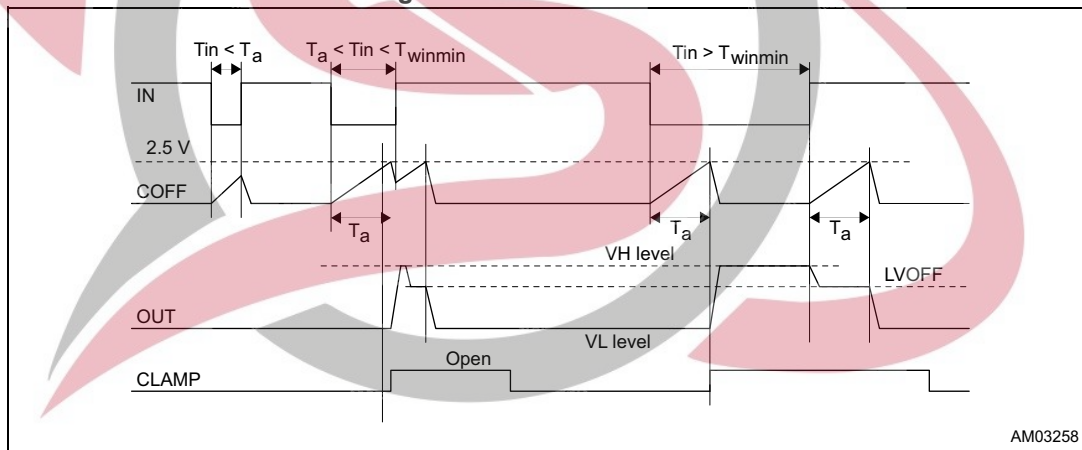 Tin < Ta
Ta < Tin < Twinmin
Tin > Twinmin
IN
2.5 V
COFF
Ta
Ta
Ta
VH level
LVOFF
OUT
VL level
Open
CLAMP
AM03258